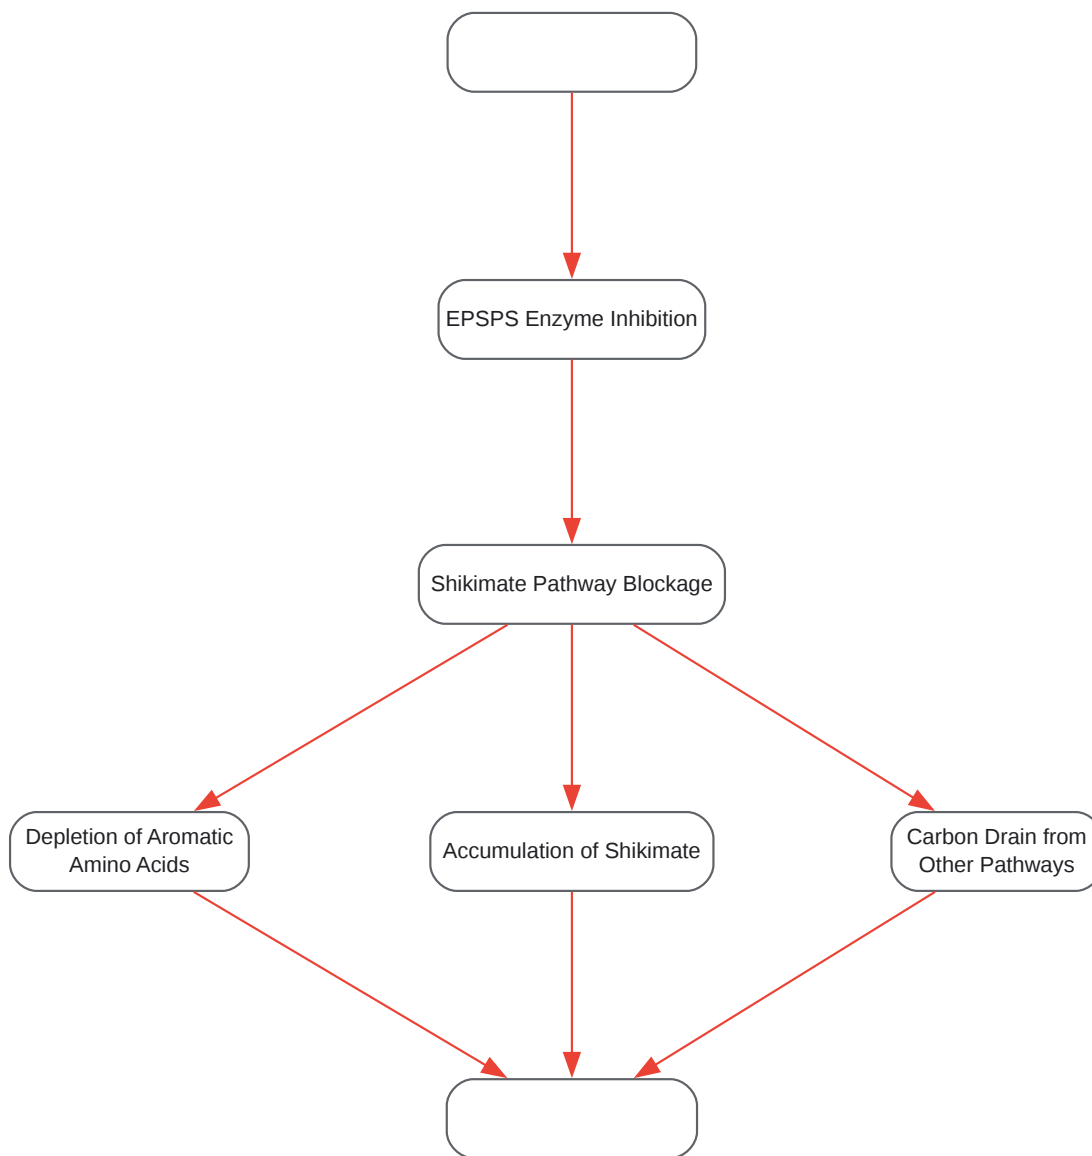 EPSPS Enzyme Inhibition
Shikimate Pathway Blockage
Depletion of Aromatic
Amino Acids
Accumulation of Shikimate
Carbon Drain from
Other Pathways